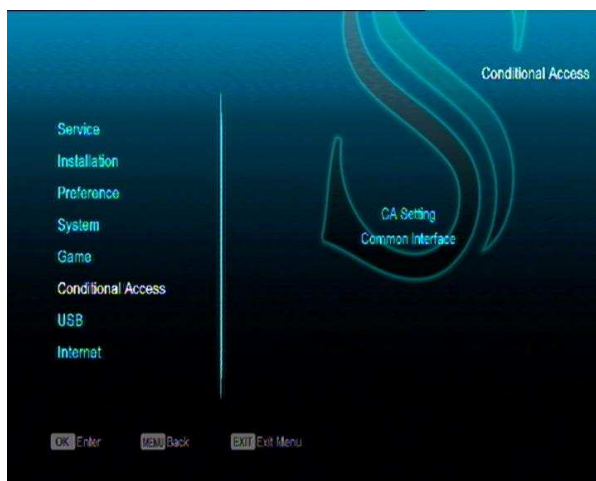 Conditional Access
Service
Installation
Preference
System
Game
Conditional Access
USB
Internet
CA Setting
Common Interface
OK Enter MENU Back EXIT Exit Menu